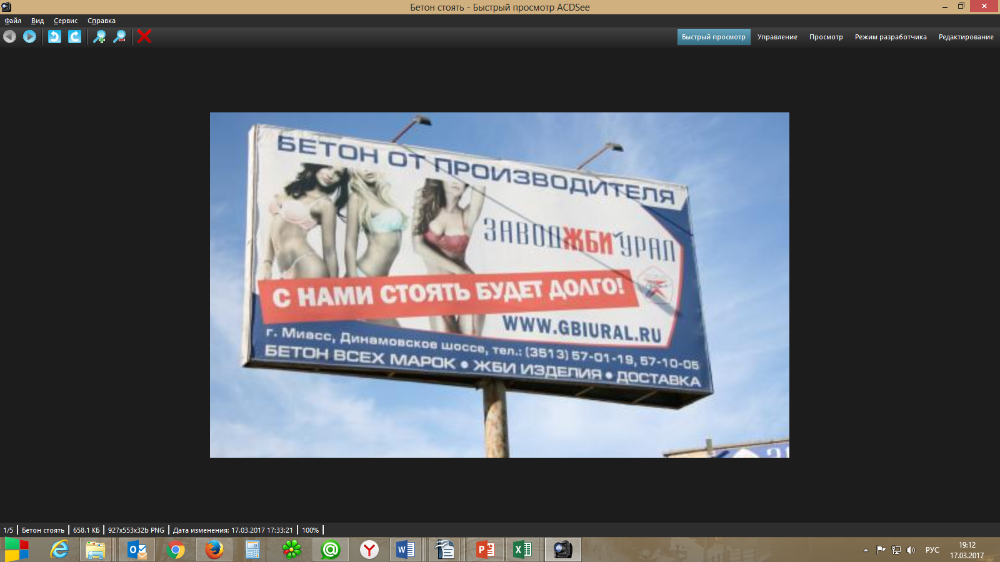 Бетон стоять - Быстрый просмотр ACDSee
Файл Вид Сервис Справка
Быстрый просмотр Управление Просмотр Режим разработчика Редактирование
БЕТОН ОТ ПРОИЗВОДИТЕЛЯ
ЗАВОД ЖБИ УРАЛ
С НАМИ СТОЯТЬ БУДЕТ ДОЛГО!
WWW.GBIURAL.RU
г. Миасс, Динамовское шоссе, тел.: (3513) 57-01-19, 57-10-05
БЕТОН ВСЕХ МАРОК • ЖБИ ИЗДЕЛИЯ • ДОСТАВКА
1/5 Бетон стоять 658.1 КБ 927x553x32b PNG Дата изменения: 17.03.2017 17:33:21 100%
РУС
19:12
17.03.2017